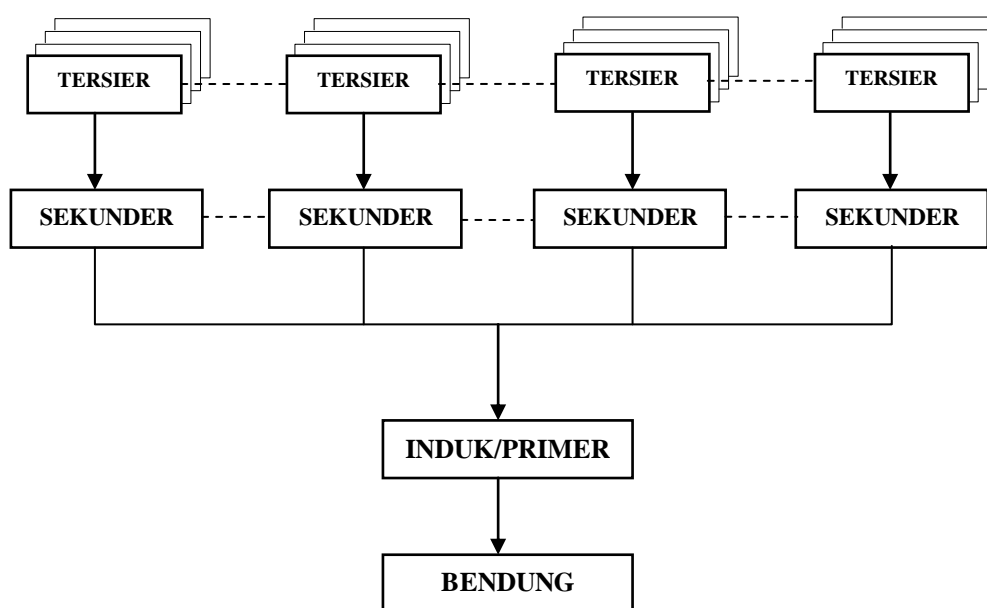 TERSIER
TERSIER
TERSIER
TERSIER
SEKUNDER
SEKUNDER
SEKUNDER
SEKUNDER
INDUK/PRIMER
BENDUNG